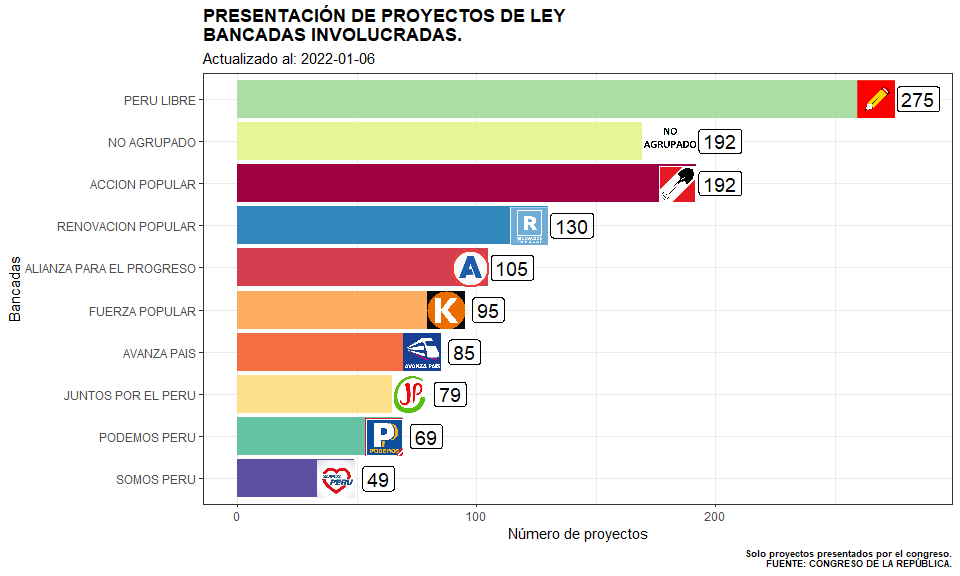 PRESENTACIÓN DE PROYECTOS DE LEY
BANCADAS INVOLUCRADAS.
Actualizado al: 2022-01-06
Bancadas
PERU LIBRE
275
NO AGRUPADO
NO
AGRUPADO
192
ACCION POPULAR
192
RENOVACION POPULAR
R
130
ALIANZA PARA EL PROGRESO
A
105
FUERZA POPULAR
K
95
AVANZA PAIS
AVANZA PAIS
85
JUNTOS POR EL PERU
JP
79
PODEMOS PERU
P
PODEMOS
69
SOMOS PERU
SOMOS
PERU
49
0
100
200
Número de proyectos
Solo proyectos presentados por el congreso.
FUENTE: CONGRESO DE LA REPÚBLICA.